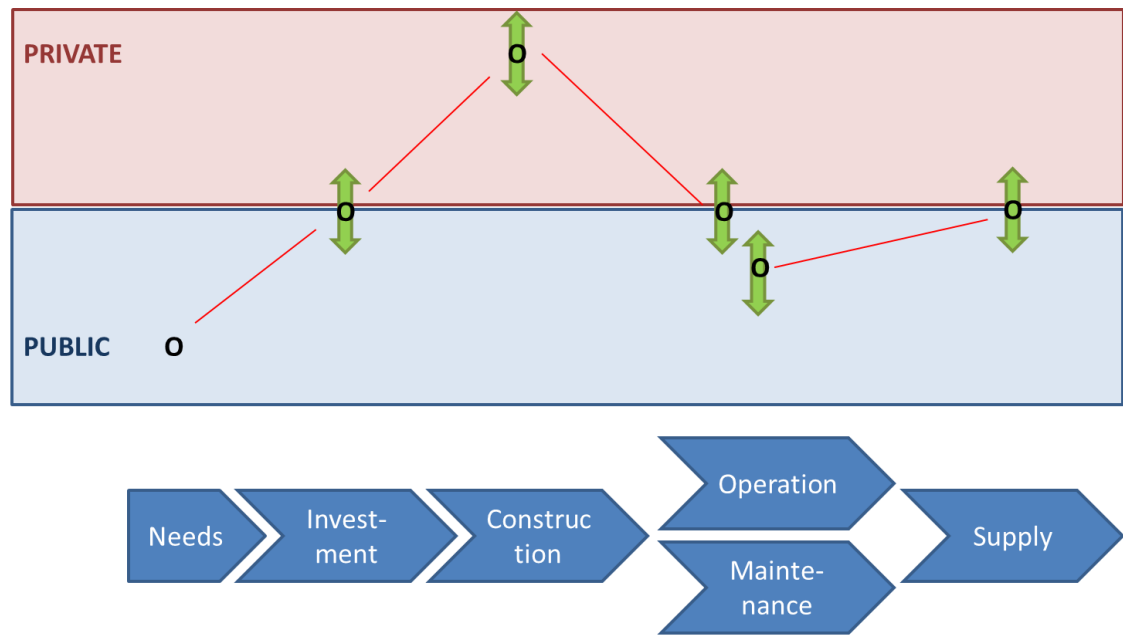 PRIVATE
O
O
O
O
O
PUBLIC
O
Needs
Invest-
ment
Construc
tion
Operation
Mainte-
nance
Supply